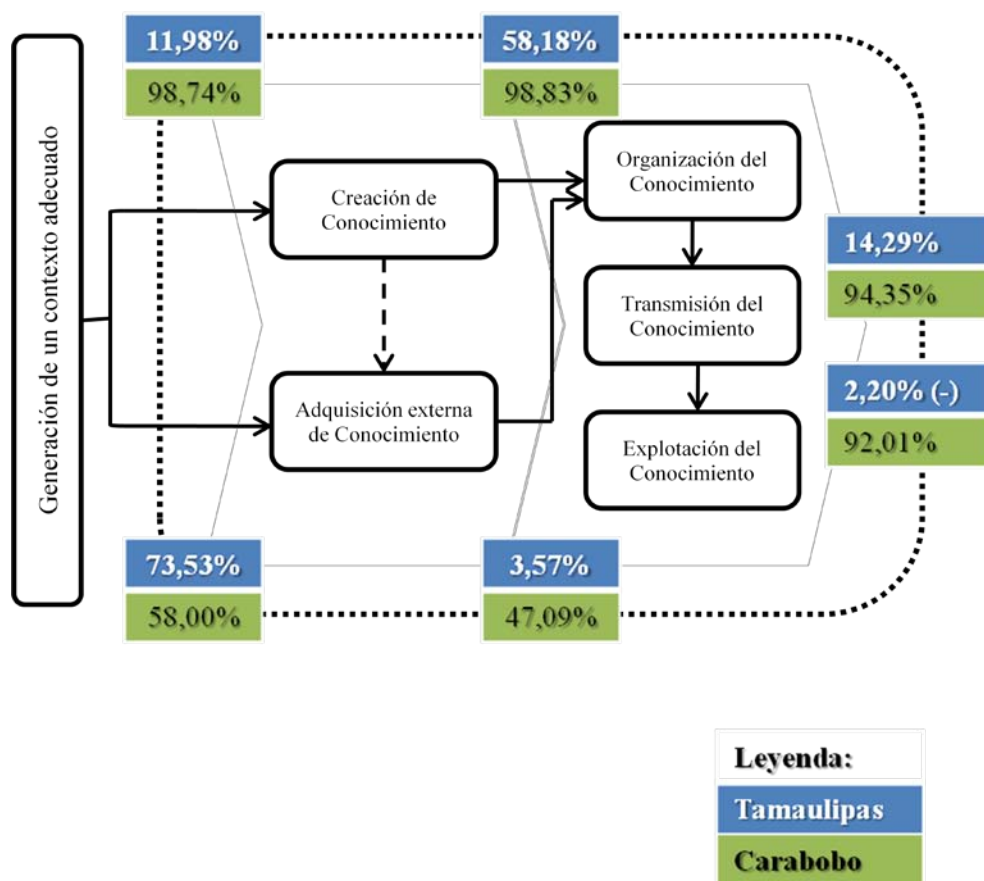 Generación de un contexto adecuado
11,98%
98,74%
58,18%
98,83%
Creación de
Conocimiento
Adquisición externa
de Conocimiento
Organización del
Conocimiento
Transmisión del
Conocimiento
Explotación del
Conocimiento
14,29%
94,35%
2,20% (-)
92,01%
73,53%
58,00%
3,57%
47,09%
Leyenda:
Tamaulipas
Carabobo